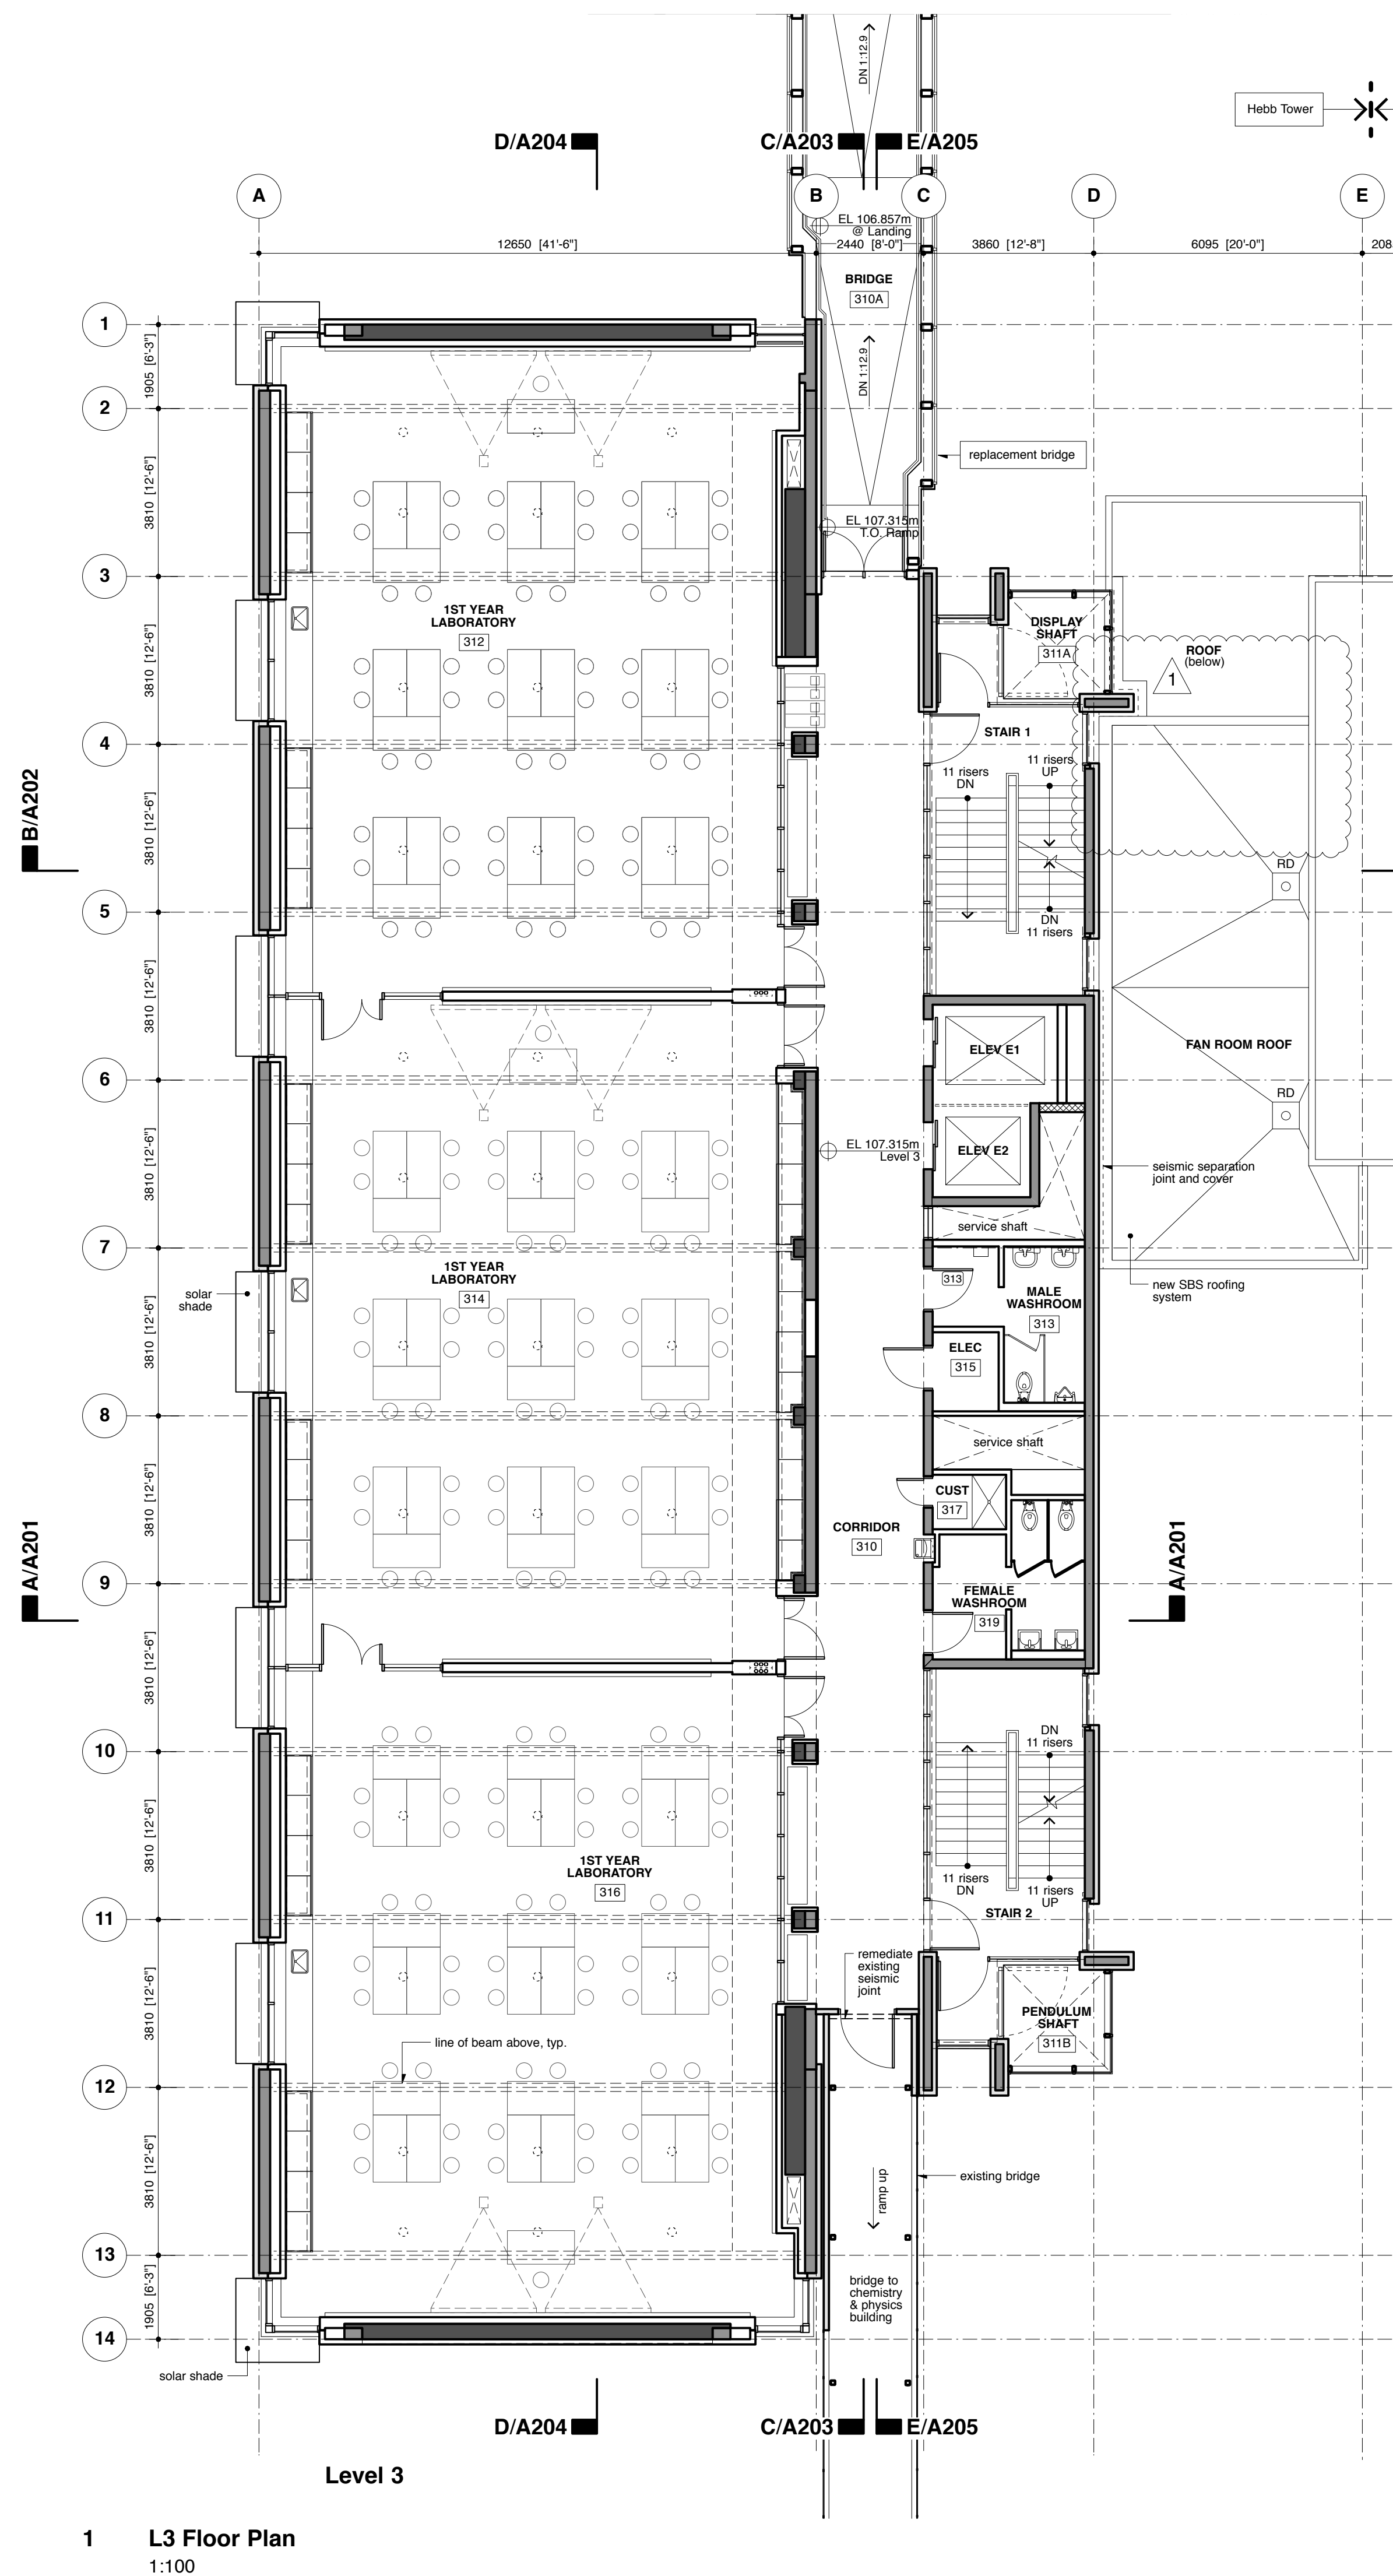 DN 1:12.9
Hebb Tower
D/A204
C/A203
E/A205
A
B
C
D
E
EL 106.857m
@ Landing
12650 [41'-6"]
2440 [8'-0"]
3860 [12'-8"]
6095 [20'-0"]
208
BRIDGE
310A
1
1905 [6'-3"]
DN 1:12.9
2
replacement bridge
3810 [12'-6"]
EL 107.315m
T.O. Ramp
3
1ST YEAR
LABORATORY
312
DISPLAY
SHAFT
311A
ROOF
(below)
1
3810 [12'-6"]
STAIR 1
4
11 risers
UP
11 risers
DN
B/A202
3810 [12'-6"]
RD
5
DN
11 risers
3810 [12'-6"]
ELEV E1
FAN ROOM ROOF
6
RD
EL 107.315m
Level 3
ELEV E2
3810 [12'-6"]
seismic separation
joint and cover
service shaft
7
1ST YEAR
LABORATORY
314
313
MALE
WASHROOM
313
new SBS roofing
system
solar
shade
3810 [12'-6"]
ELEC
315
8
service shaft
3810 [12'-6"]
CUST
317
CORRIDOR
310
A/A201
A/A201
9
FEMALE
WASHROOM
319
3810 [12'-6"]
10
DN
11 risers
3810 [12'-6"]
1ST YEAR
LABORATORY
316
11 risers
DN
11 risers
UP
11
STAIR 2
remediate
existing
seismic
joint
3810 [12'-6"]
PENDULUM
SHAFT
311B
line of beam above, typ.
12
3810 [12'-6"]
ramp up
existing bridge
13
1905 [6'-3"]
bridge to
chemistry
& physics
building
14
solar shade
D/A204
C/A203
E/A205
Level 3
1 L3 Floor Plan
1:100